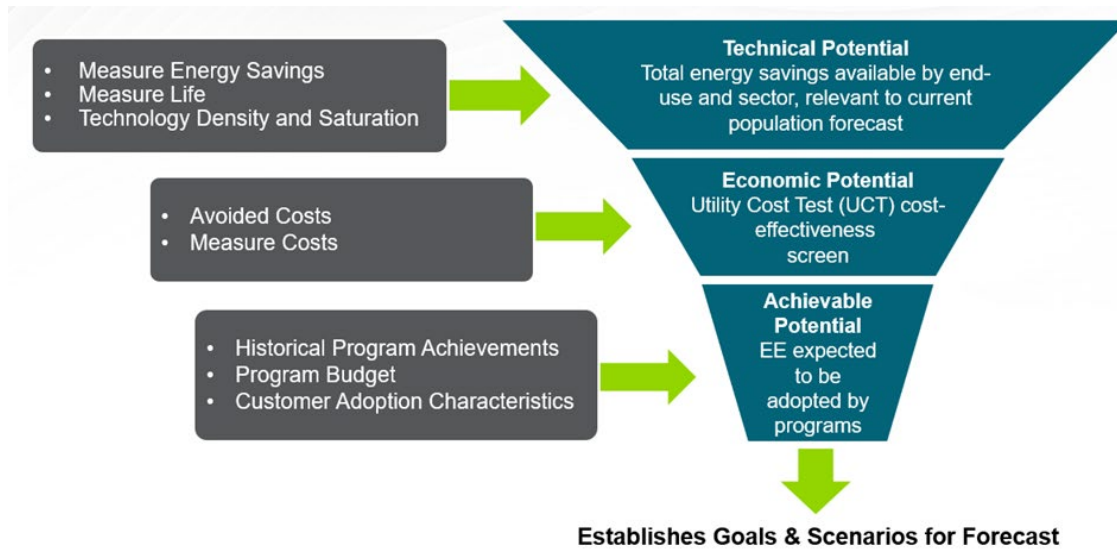 • Measure Energy Savings
• Measure Life
• Technology Density and Saturation
Technical Potential
Total energy savings available by end-
use and sector, relevant to current
population forecast
• Avoided Costs
• Measure Costs
Economic Potential
Utility Cost Test (UCT) cost-
effectiveness
screen
• Historical Program Achievements
• Program Budget
• Customer Adoption Characteristics
Achievable
Potential
EE expected
to be
adopted by
programs
Establishes Goals & Scenarios for Forecast